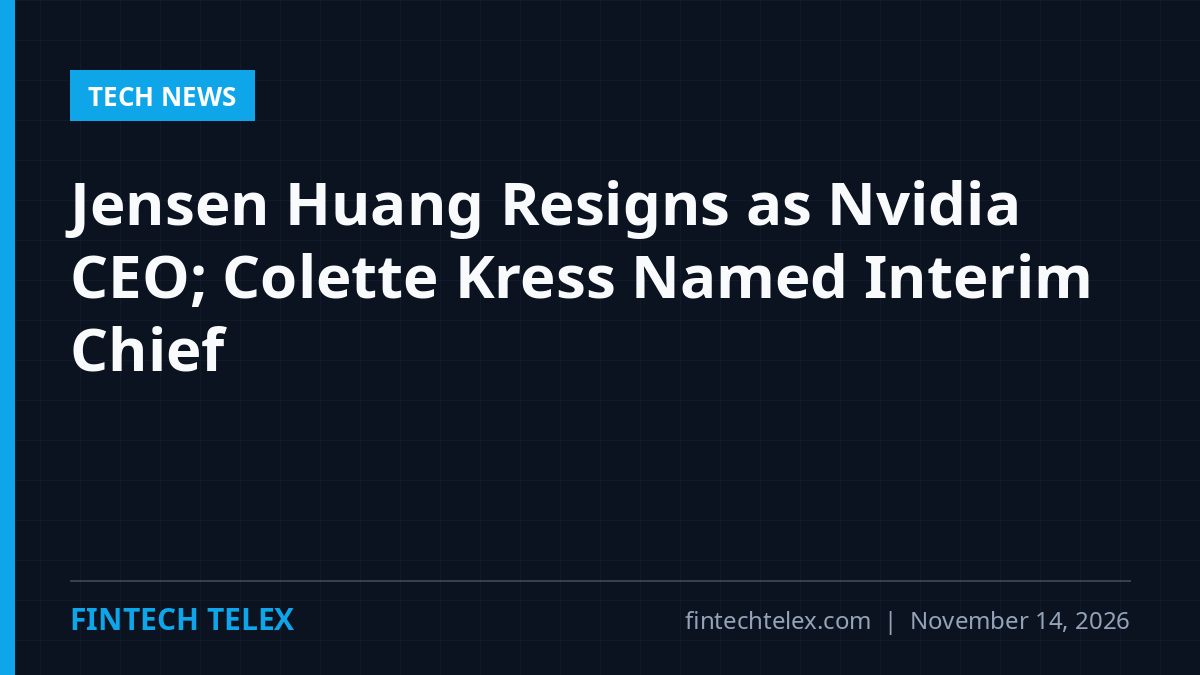 TECH NEWS
Jensen Huang Resigns as Nvidia
CEO; Colette Kress Named Interim
Chief
FINTECH TELEX
fintechtelex.com | November 14, 2026